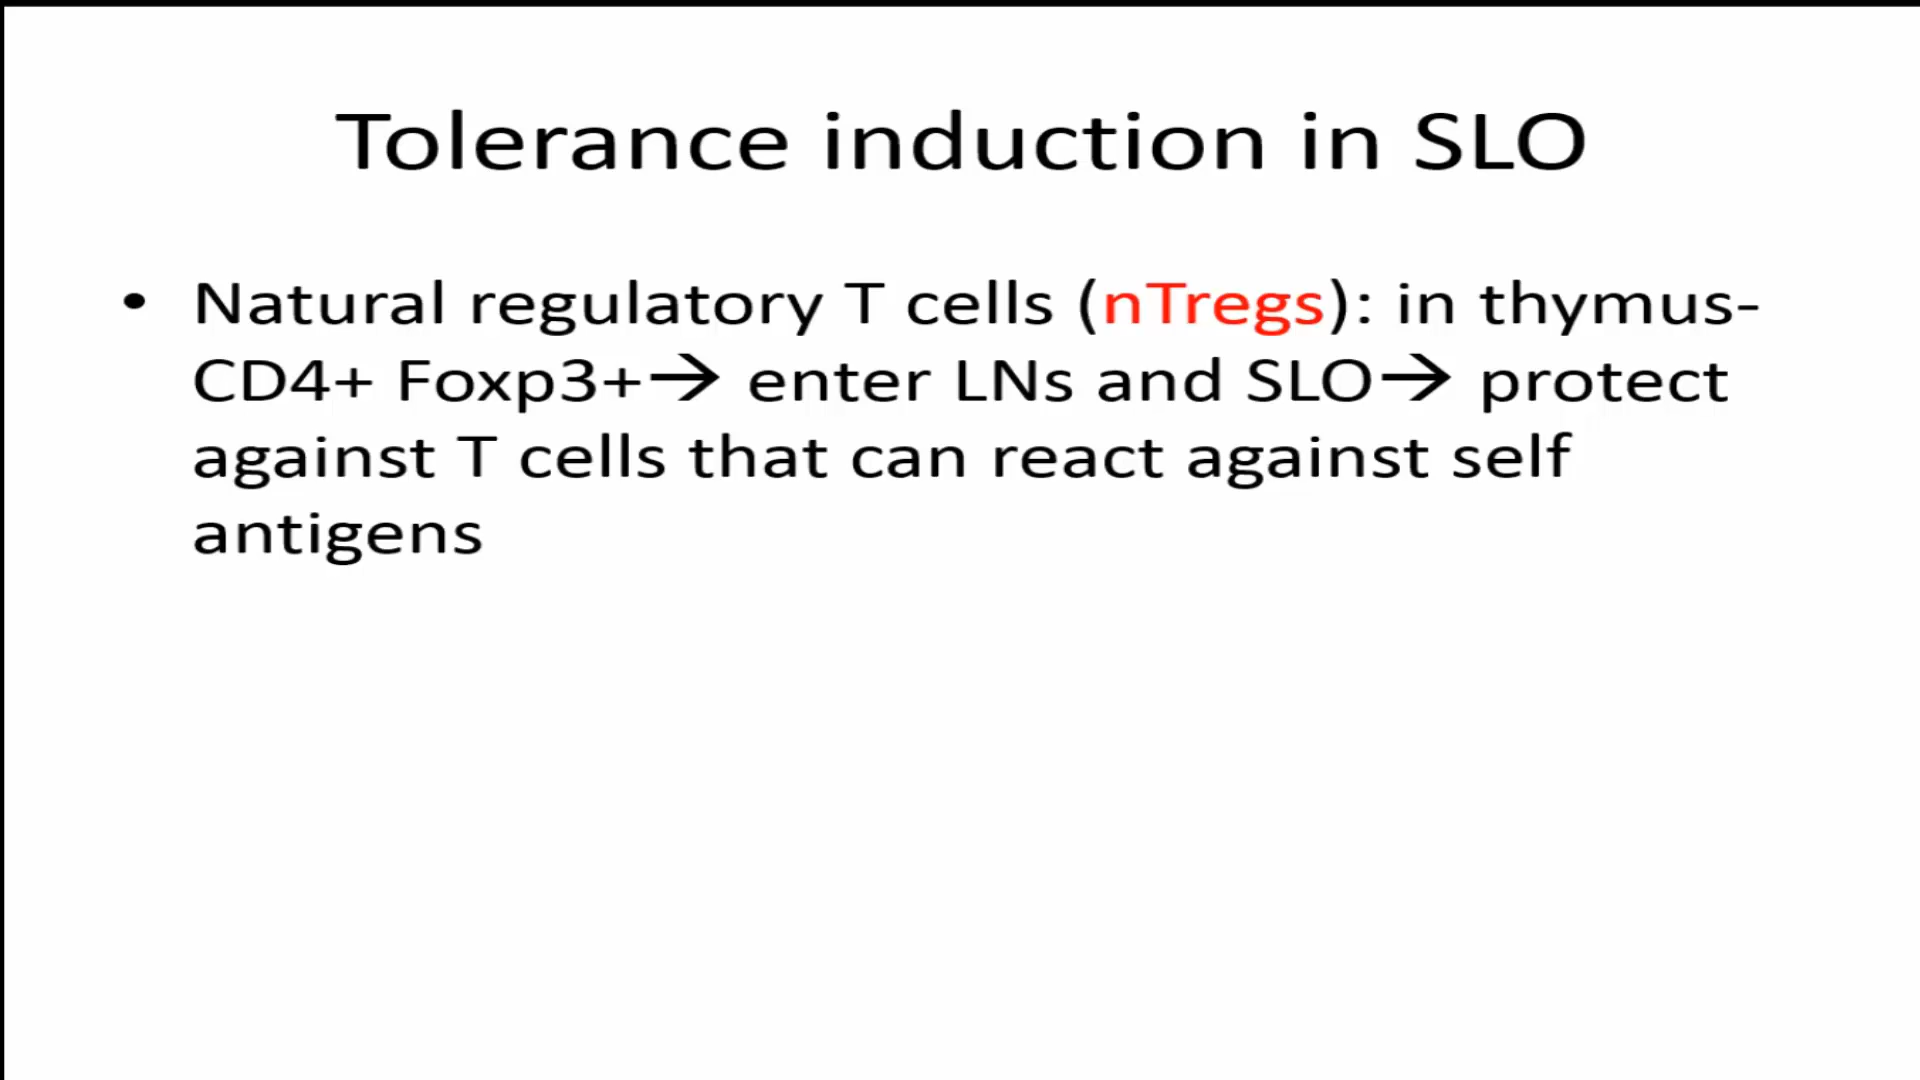 Tolerance induction in SLO
• Natural regulatory T cells (nTregs): in thymus-
CD4+ Foxp3+→ enter LNs and SLO→ protect
against T cells that can react against self
antigens